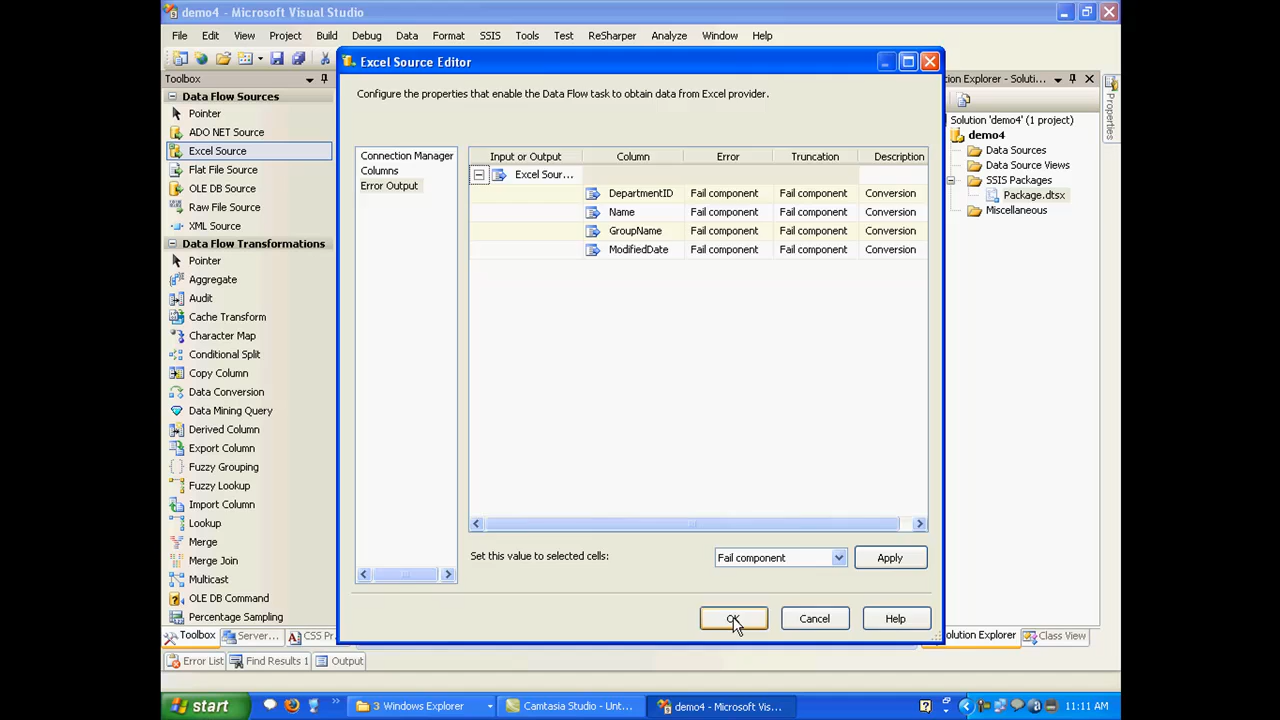 demo4 - Microsoft Visual Studio
File Edit View Project Build Debug Data Format SSIS Tools Test ReSharper Analyze Window Help
Toolbox
Data Flow Sources
Pointer
ADO NET Source
Excel Source
Flat File Source
OLE DB Source
Raw File Source
XML Source
Data Flow Transformations
Pointer
Aggregate
Audit
Cache Transform
Character Map
Conditional Split
Copy Column
Data Conversion
Data Mining Query
Derived Column
Export Column
Fuzzy Grouping
Fuzzy Lookup
Import Column
Lookup
Merge
Merge Join
Multicast
OLE DB Command
Percentage Sampling
Toolbox Server... CSS Pr
Error List Find Results 1 Output
Excel Source Editor
Configure the properties that enable the Data Flow task to obtain data from Excel provider.
Connection Manager
Columns
Error Output
Input or Output Column Error Truncation Description
Excel Sour...
DepartmentID Fail component Fail component Conversion
Name Fail component Fail component Conversion
GroupName Fail component Fail component Conversion
ModifiedDate Fail component Fail component Conversion
Set this value to selected cells: Fail component Apply
OK Cancel Help
tion Explorer - Soluti...
Solution 'demo4' (1 project)
demo4
Data Sources
Data Source Views
SSIS Packages
Package.dtsx
Miscellaneous
olution Explorer Class View
Properties
start 3 Windows Explorer Camtasia Studio - Unt... demo4 - Microsoft Vis... 11:11 AM